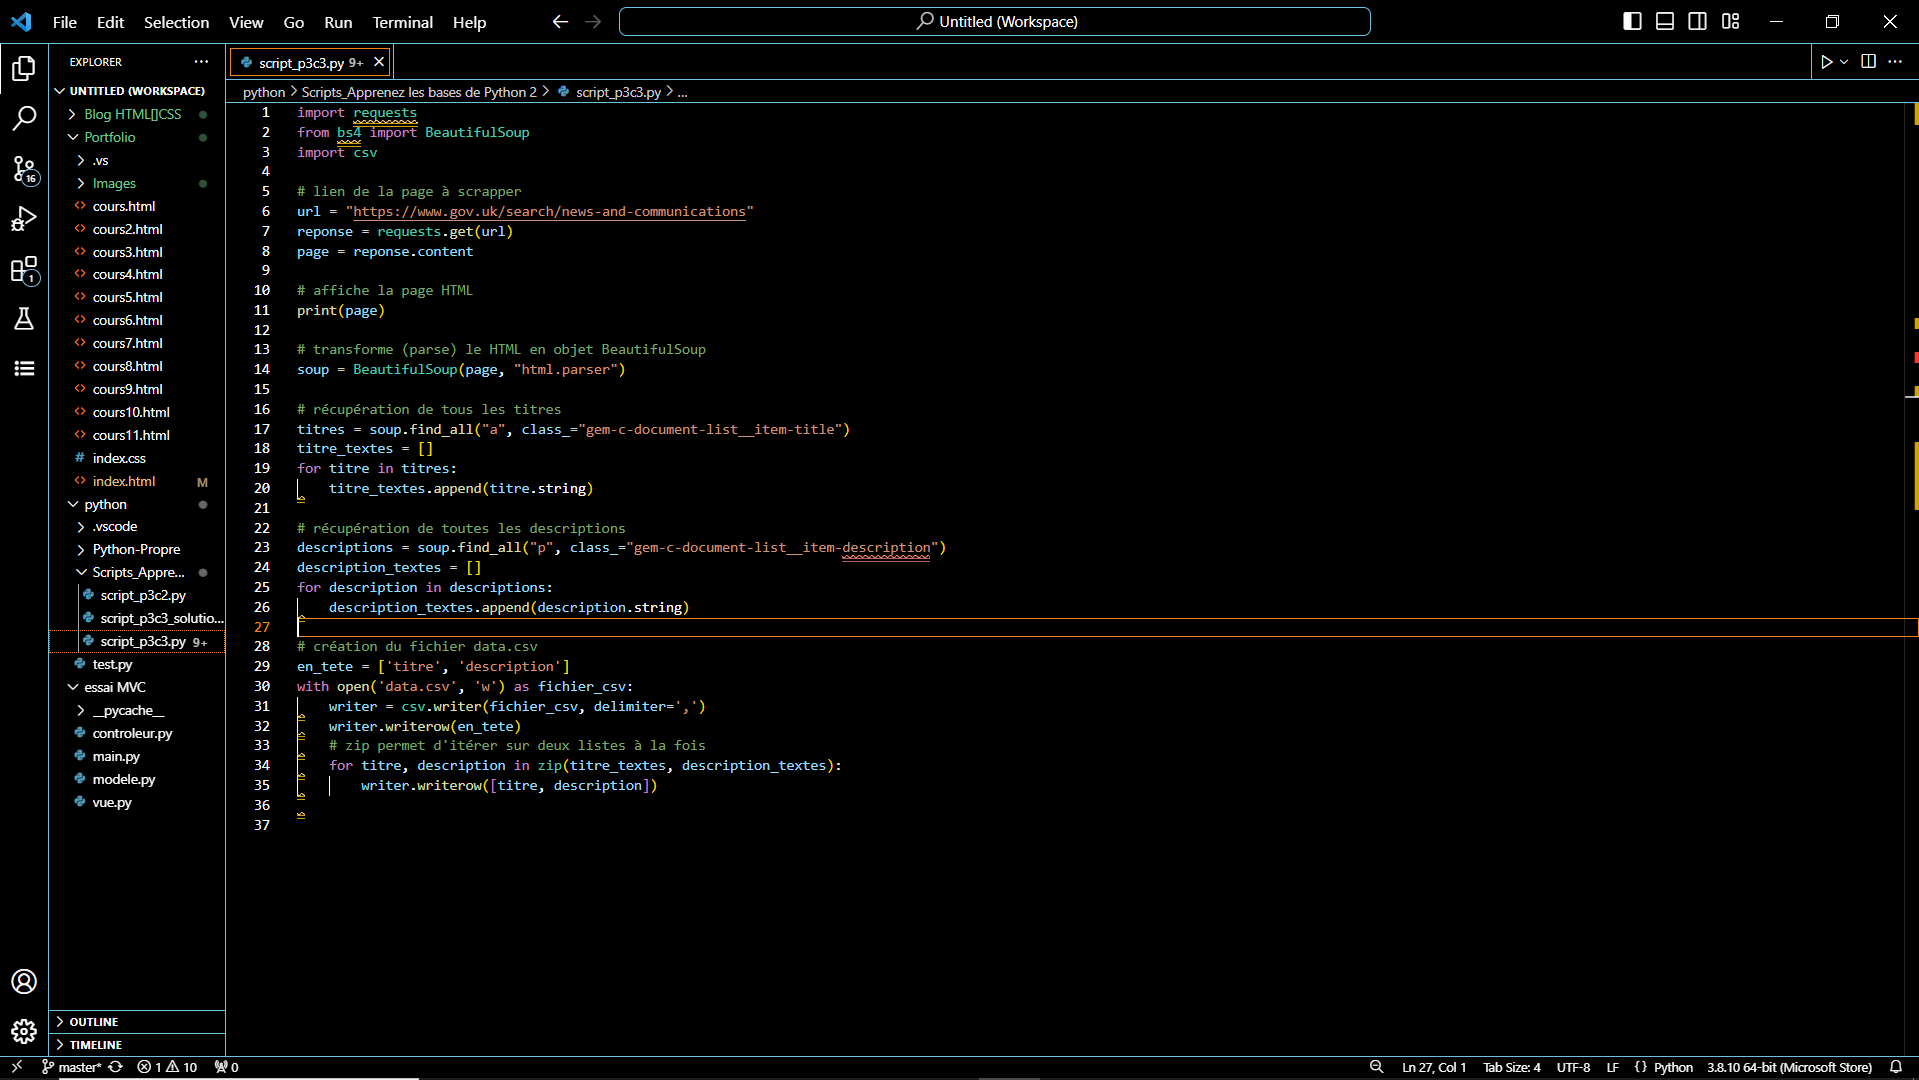 File Edit Selection View Go Run Terminal Help
Untitled (Workspace)
EXPLORER
script_p3c3.py 9+
UNTITLED (WORKSPACE)
Blog HTML[]CSS
Portfolio
.vs
Images
cours.html
cours2.html
cours3.html
cours4.html
cours5.html
cours6.html
cours7.html
cours8.html
cours9.html
cours10.html
cours11.html
index.css
index.html M
python
.vscode
Python-Propre
Scripts_Appre...
script_p3c2.py
script_p3c3_solutio...
script_p3c3.py 9+
test.py
essai MVC
__pycache__
controleur.py
main.py
modele.py
vue.py
OUTLINE
TIMELINE
16
1
python > Scripts_Apprenez les bases de Python 2 > script_p3c3.py > ...
1 import requests
2 from bs4 import BeautifulSoup
3 import csv
4
5 # lien de la page à scrapper
6 url = "https://www.gov.uk/search/news-and-communications"
7 reponse = requests.get(url)
8 page = reponse.content
9
10 # affiche la page HTML
11 print(page)
12
13 # transforme (parse) le HTML en objet BeautifulSoup
14 soup = BeautifulSoup(page, "html.parser")
15
16 # récupération de tous les titres
17 titres = soup.find_all("a", class_="gem-c-document-list__item-title")
18 titre_textes = []
19 for titre in titres:
20     titre_textes.append(titre.string)
21
22 # récupération de toutes les descriptions
23 descriptions = soup.find_all("p", class_="gem-c-document-list__item-description")
24 description_textes = []
25 for description in descriptions:
26     description_textes.append(description.string)
27
28 # création du fichier data.csv
29 en_tete = ['titre', 'description']
30 with open('data.csv', 'w') as fichier_csv:
31     writer = csv.writer(fichier_csv, delimiter=',')
32     writer.writerow(en_tete)
33     # zip permet d'itérer sur deux listes à la fois
34     for titre, description in zip(titre_textes, description_textes):
35         writer.writerow([titre, description])
36
37
master* 1 10 0 Ln 27, Col 1 Tab Size: 4 UTF-8 LF {} Python 3.8.10 64-bit (Microsoft Store)